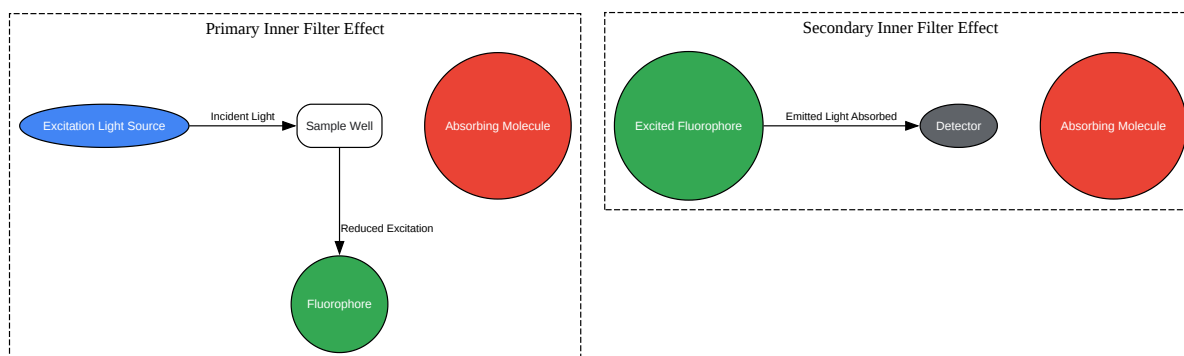 Primary Inner Filter Effect
Excitation Light Source
Incident Light
Sample Well
Absorbing Molecule
Reduced Excitation
Fluorophore
Secondary Inner Filter Effect
Excited Fluorophore
Emitted Light Absorbed
Detector
Absorbing Molecule